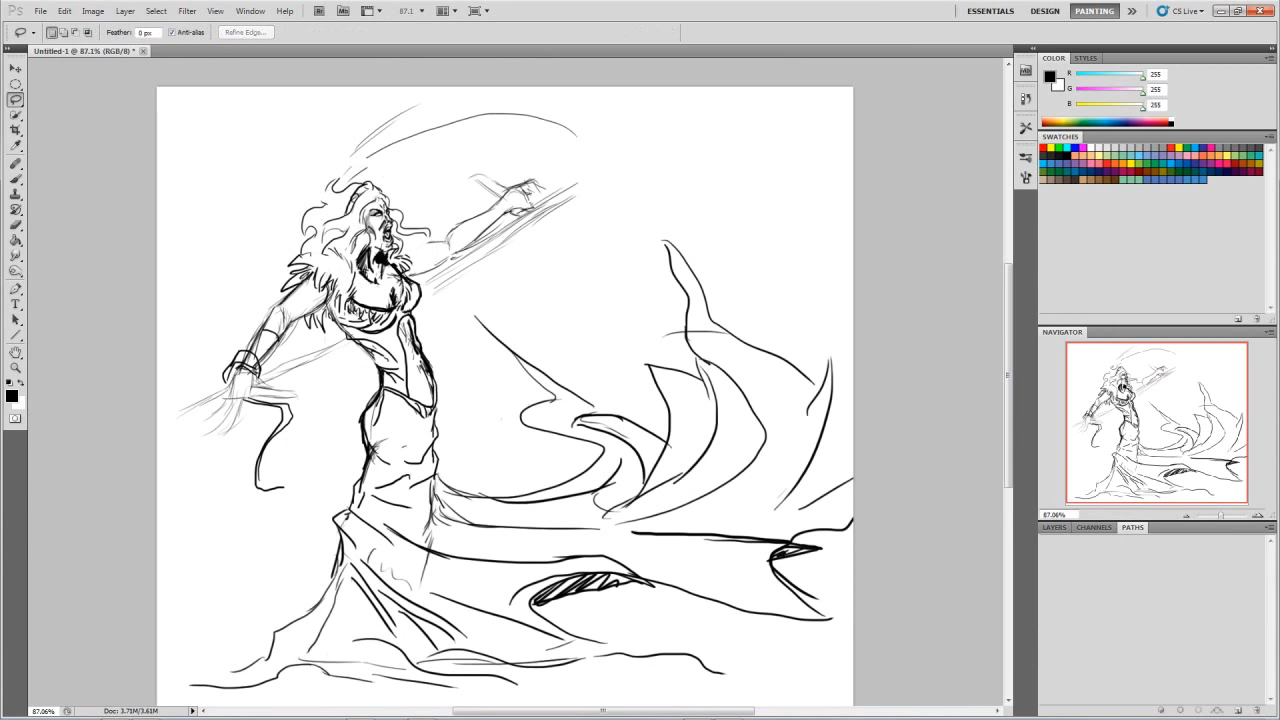 Ps File Edit Image Layer Select Filter View Window Help Br Mb 87.1 ESSENTIALS DESIGN PAINTING CS Live
Feather: 0 px Anti-alias Refine Edge...
Untitled-1 @ 87.1% (RGB/8) *
COLOR STYLES
R 255
G 255
B 255
SWATCHES
NAVIGATOR
87.06%
LAYERS CHANNELS PATHS
87.06% Doc: 3.71M/3.61M